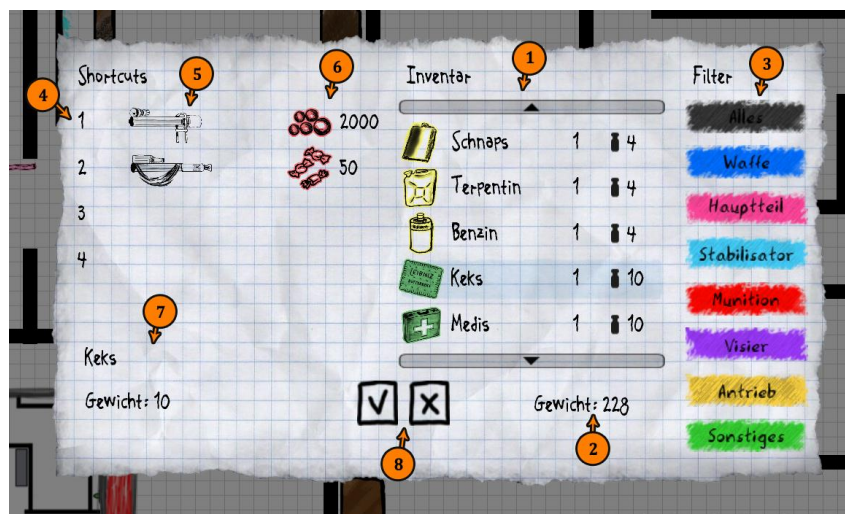 Shortcuts
4
5
6
1 2000
2 50
3
4
7
Keks
Gewicht: 10
V X
8
Inventar
1
Schnaps 1 4
Terpentin 1 4
Benzin 1 4
LEIBNIZ
Keks 1 10
Medis 1 10
Gewicht: 228
2
Filter
3
Alles
Waffe
Hauptteil
Stabilisator
Munition
Visier
Antrieb
Sonstiges